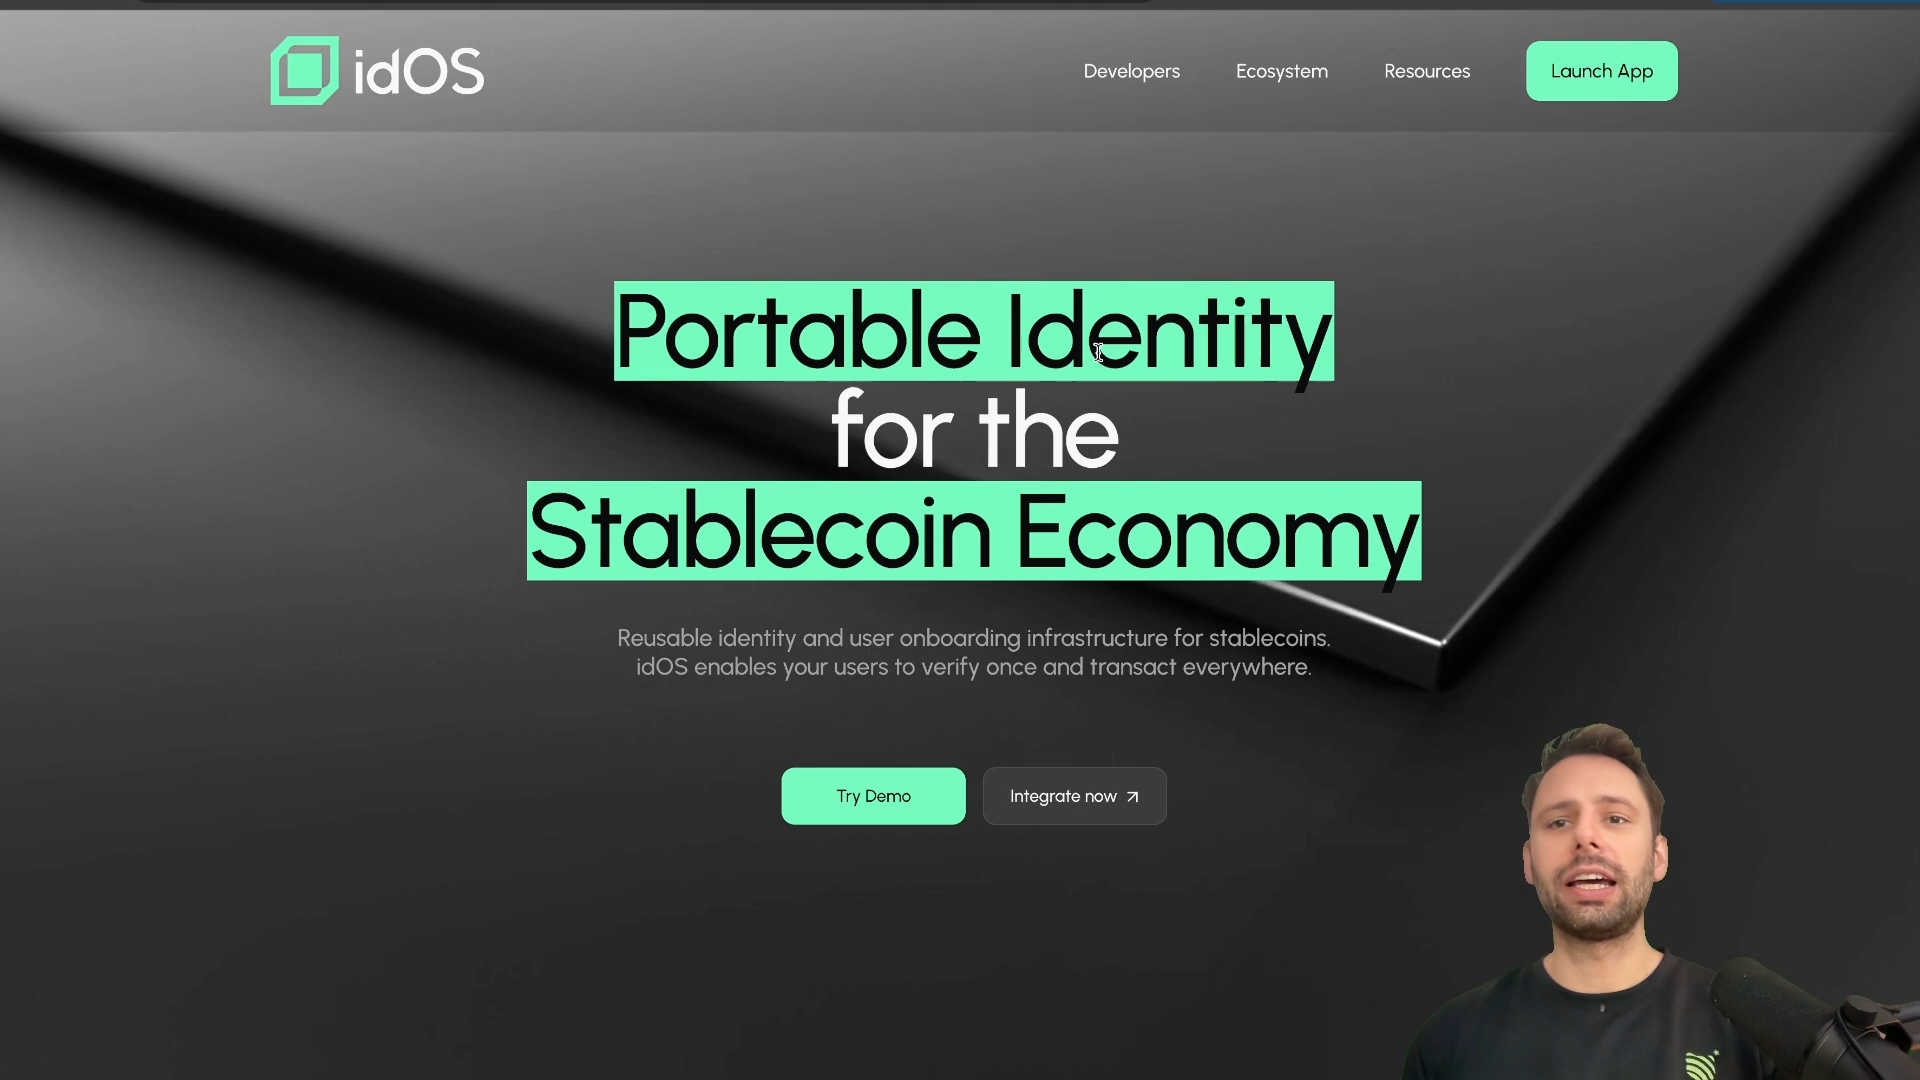 idOS
Developers
Ecosystem
Resources
Launch App
Portable Identity
for the
Stablecoin Economy
Reusable identity and user onboarding infrastructure for stablecoins.
idOS enables your users to verify once and transact everywhere.
Try Demo
Integrate now